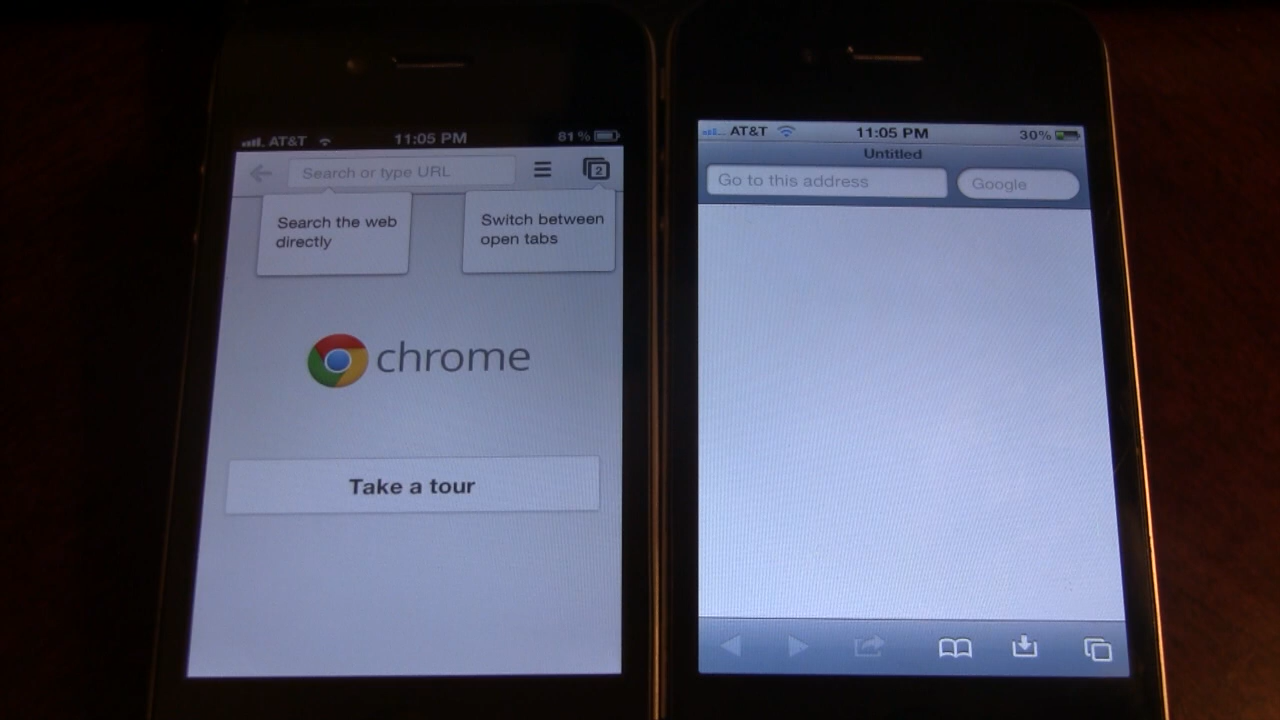 AT&T 11:05 PM 81 %
Search or type URL 2
Search the web
directly
Switch between
open tabs
chrome
Take a tour
AT&T 11:05 PM 30%
Untitled
Go to this address Google